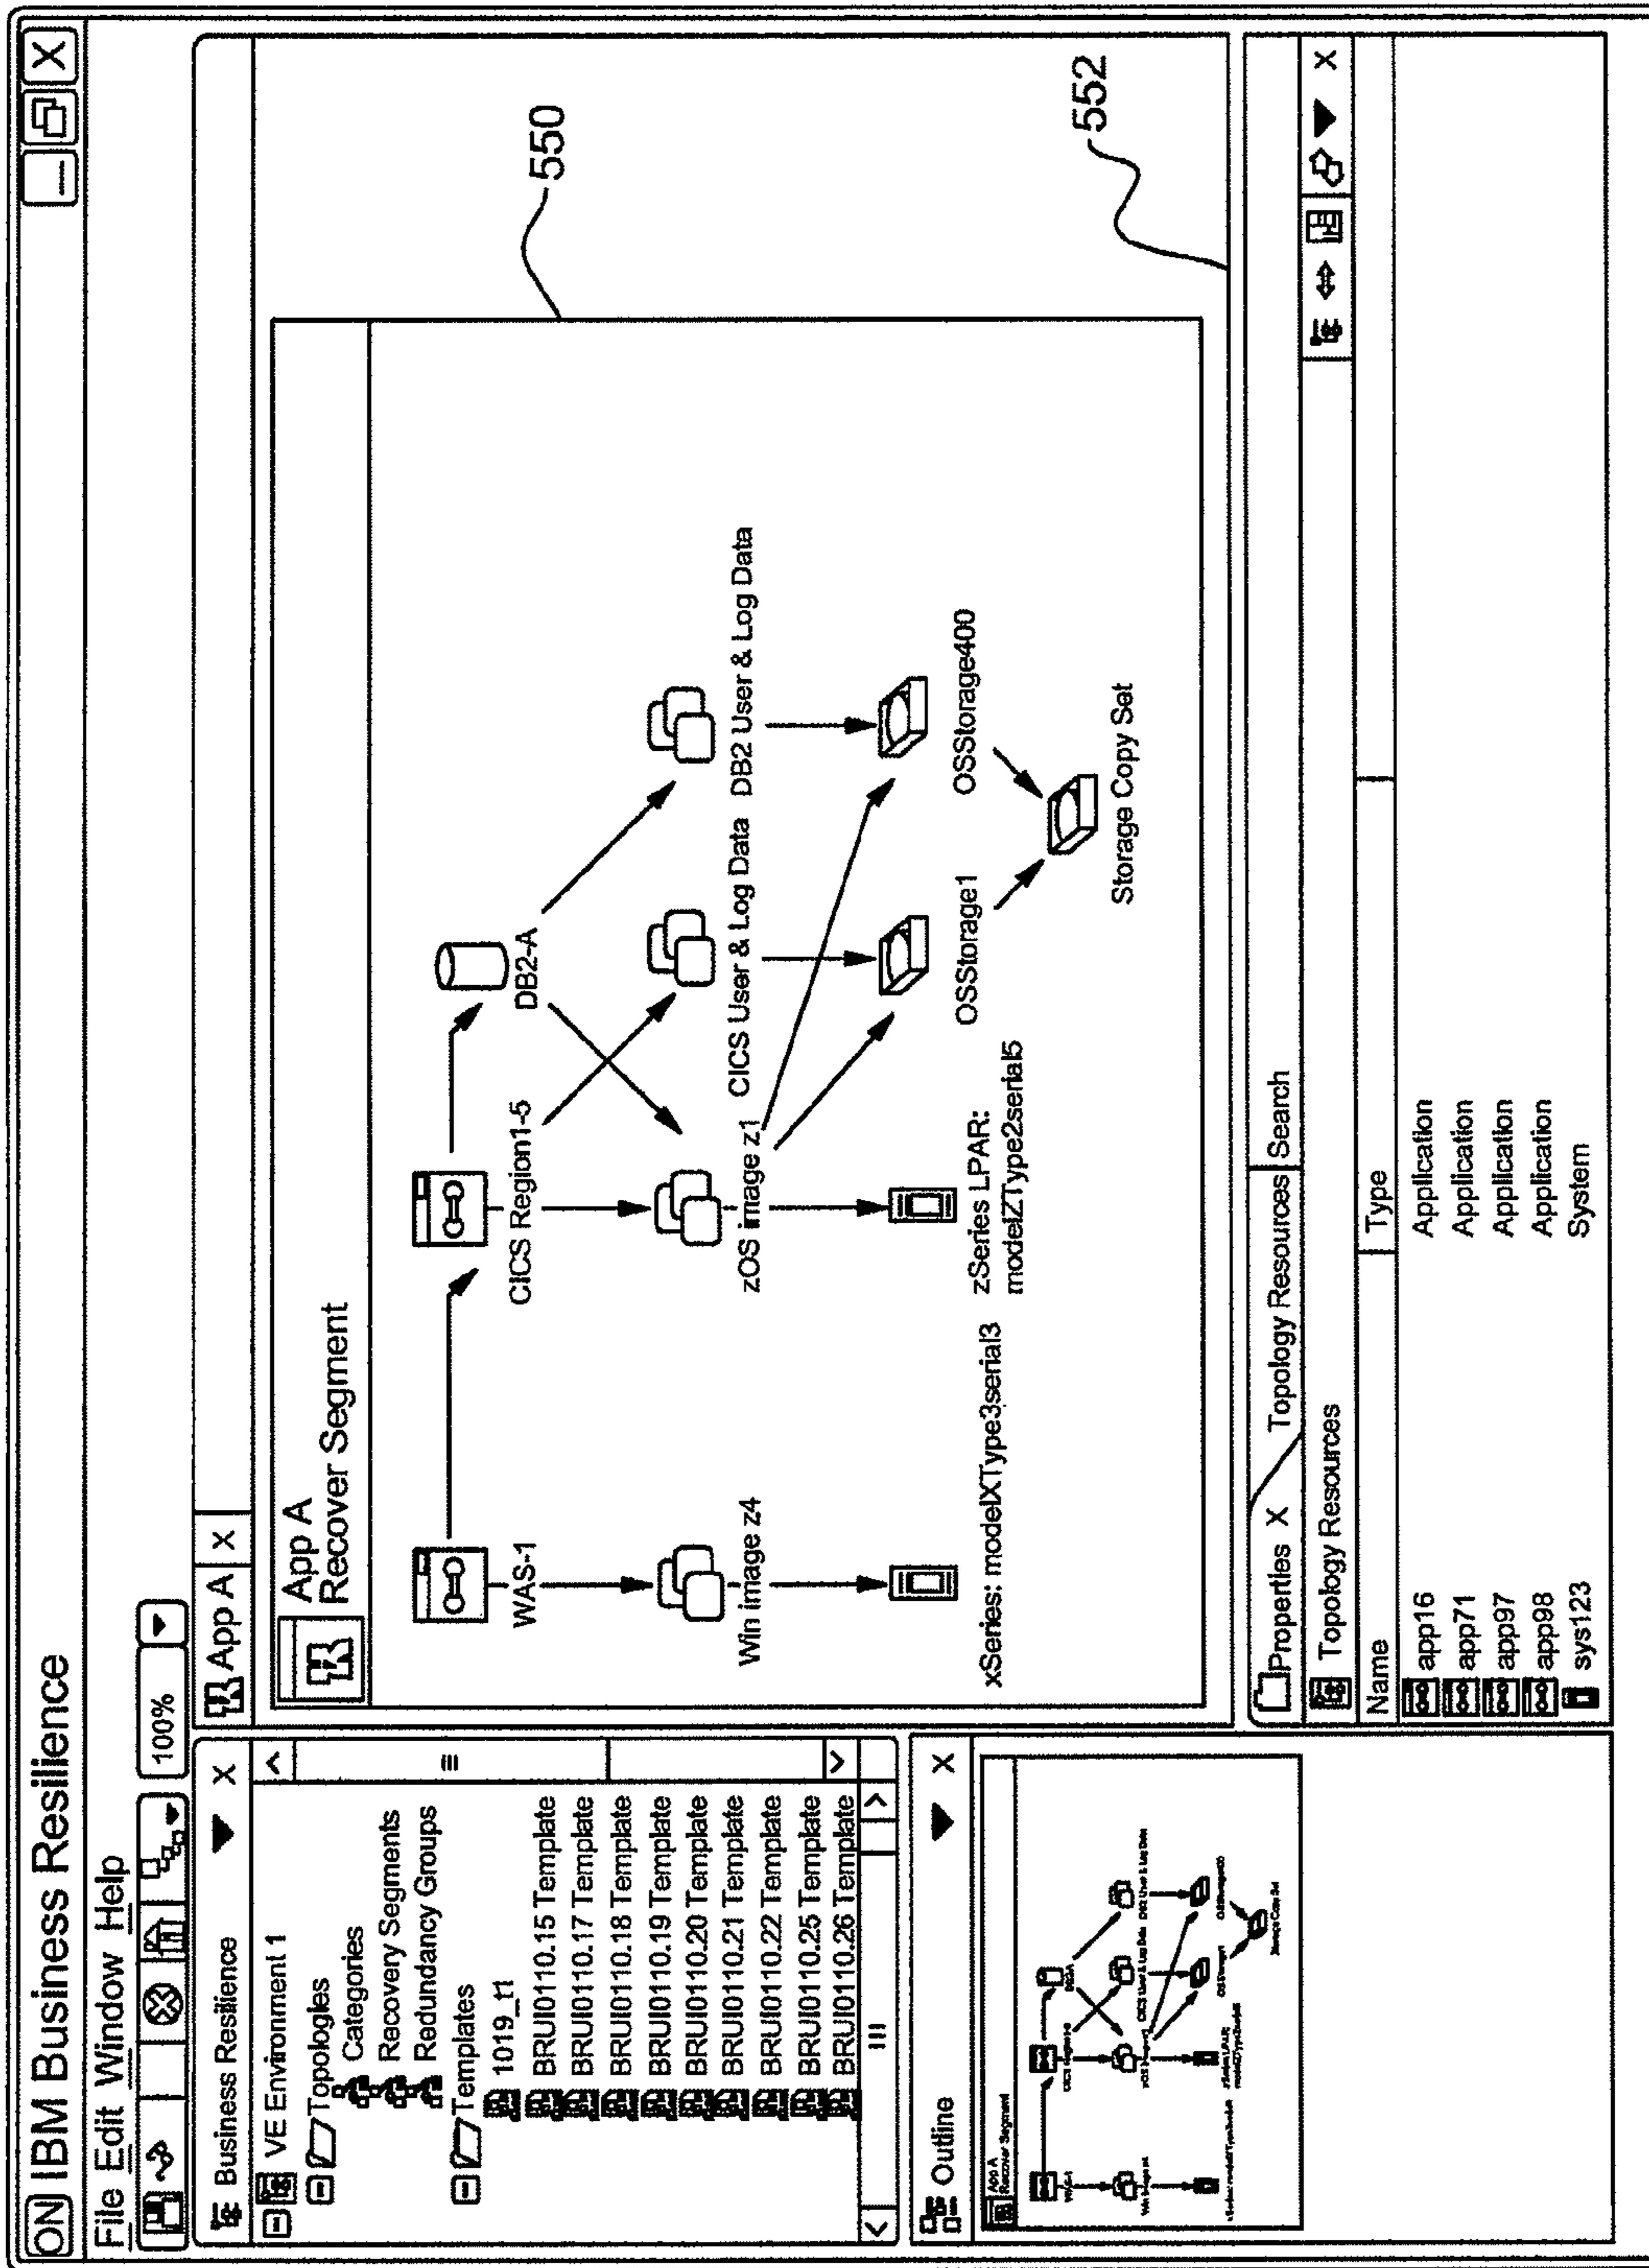 ON IBM Business Resilience
File Edit Window Help
100%
Business Resilience X
VE Environment 1
Topologies
Categories
Recovery Segments
Redundancy Groups
Templates
1019_t1
BRUI0110.15 Template
BRUI0110.17 Template
BRUI0110.18 Template
BRUI0110.19 Template
BRUI0110.20 Template
BRUI0110.21 Template
BRUI0110.22 Template
BRUI0110.25 Template
BRUI0110.26 Template
Outline X
App A
Recover Segment
App A X
App A
Recover Segment
550
WAS-1
CICS Region1-5
DB2-A
Win image z4
zOS image z1
CICS User & Log Data
DB2 User & Log Data
xSeries: modelXType3serial3
zSeries LPAR:
modelZType2serial5
OSStorage1
OSStorage400
Storage Copy Set
552
Properties X Topology Resources Search
Topology Resources X
Name Type
app16 Application
app71 Application
app97 Application
app98 Application
sys123 System